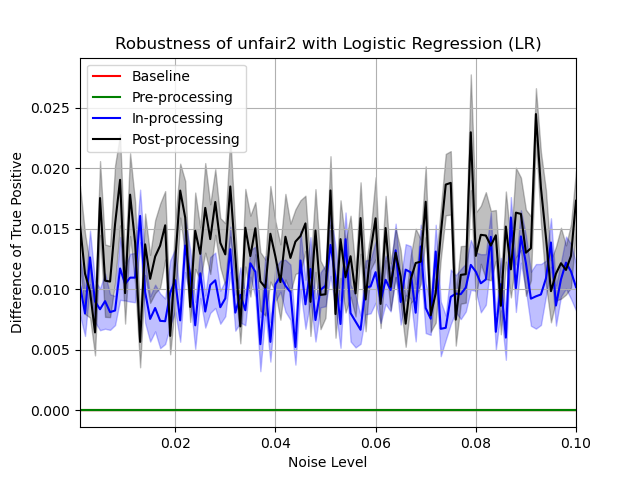 Robustness of unfair2 with Logistic Regression (LR)
Baseline
Pre-processing
In-processing
Post-processing
Difference of True Positive
0.025
0.020
0.015
0.010
0.005
0.000
0.02 0.04 0.06 0.08 0.10
Noise Level